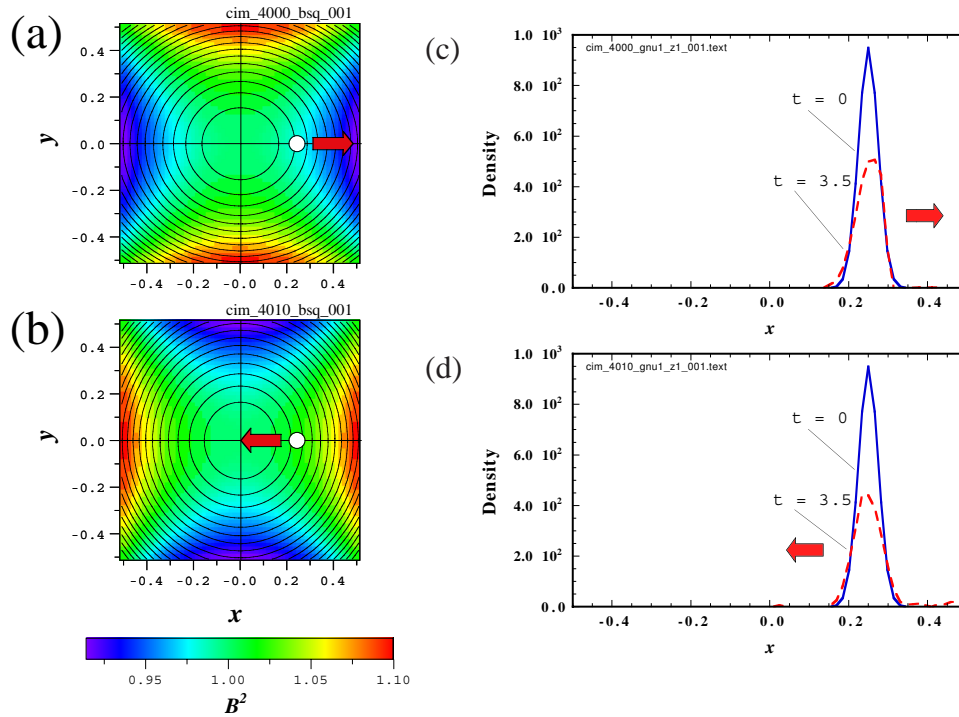 (a)
cim_4000_bsq_001
0.4
0.2
0.0
-0.2
-0.4
y
-0.4 -0.2 -0.0 0.2 0.4
(b)
cim_4010_bsq_001
0.4
0.2
0.0
-0.2
-0.4
y
-0.4 -0.2 -0.0 0.2 0.4
x
0.95 1.00 1.05 1.10
B²
(c)
1.0 10³
8.0 10²
6.0 10²
4.0 10²
2.0 10²
0.0
Density
cim_4000_gnu1_z1_001.text
t = 0
t = 3.5
-0.4 -0.2 0.0 0.2 0.4
x
(d)
1.0 10³
8.0 10²
6.0 10²
4.0 10²
2.0 10²
0.0
Density
cim_4010_gnu1_z1_001.text
t = 0
t = 3.5
-0.4 -0.2 0.0 0.2 0.4
x